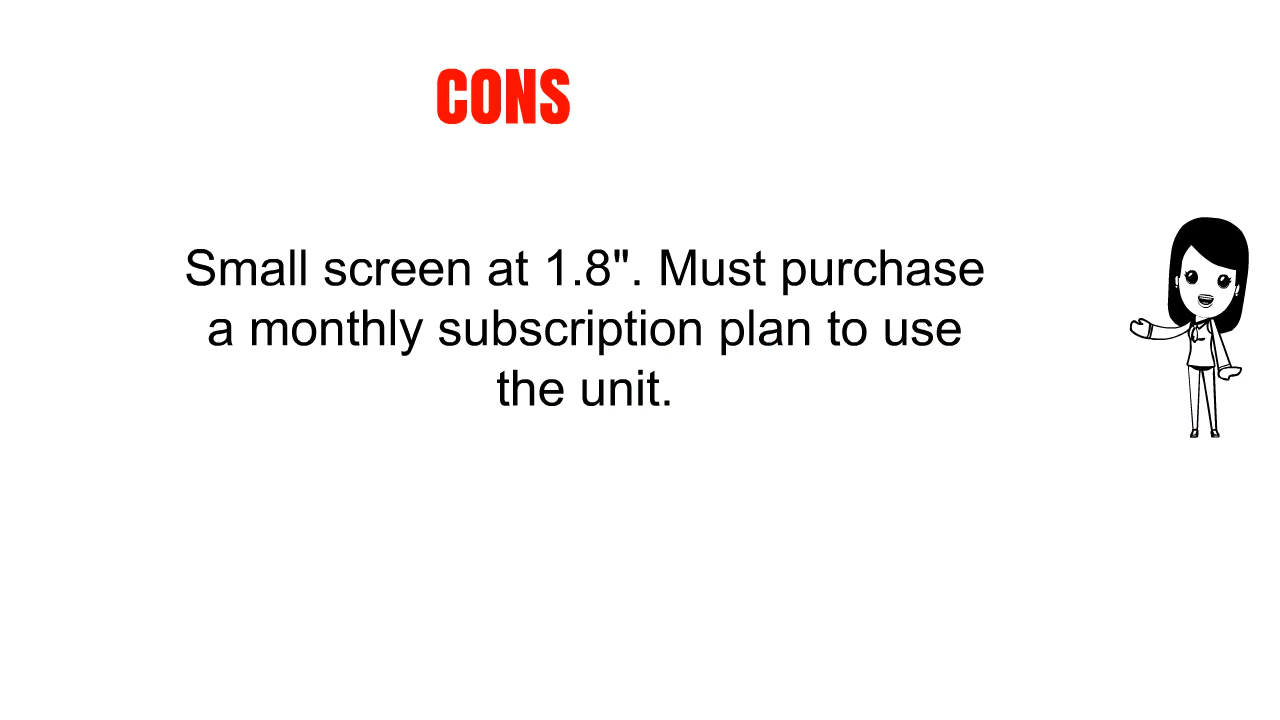 CONS
Small screen at 1.8". Must purchase
a monthly subscription plan to use
the unit.